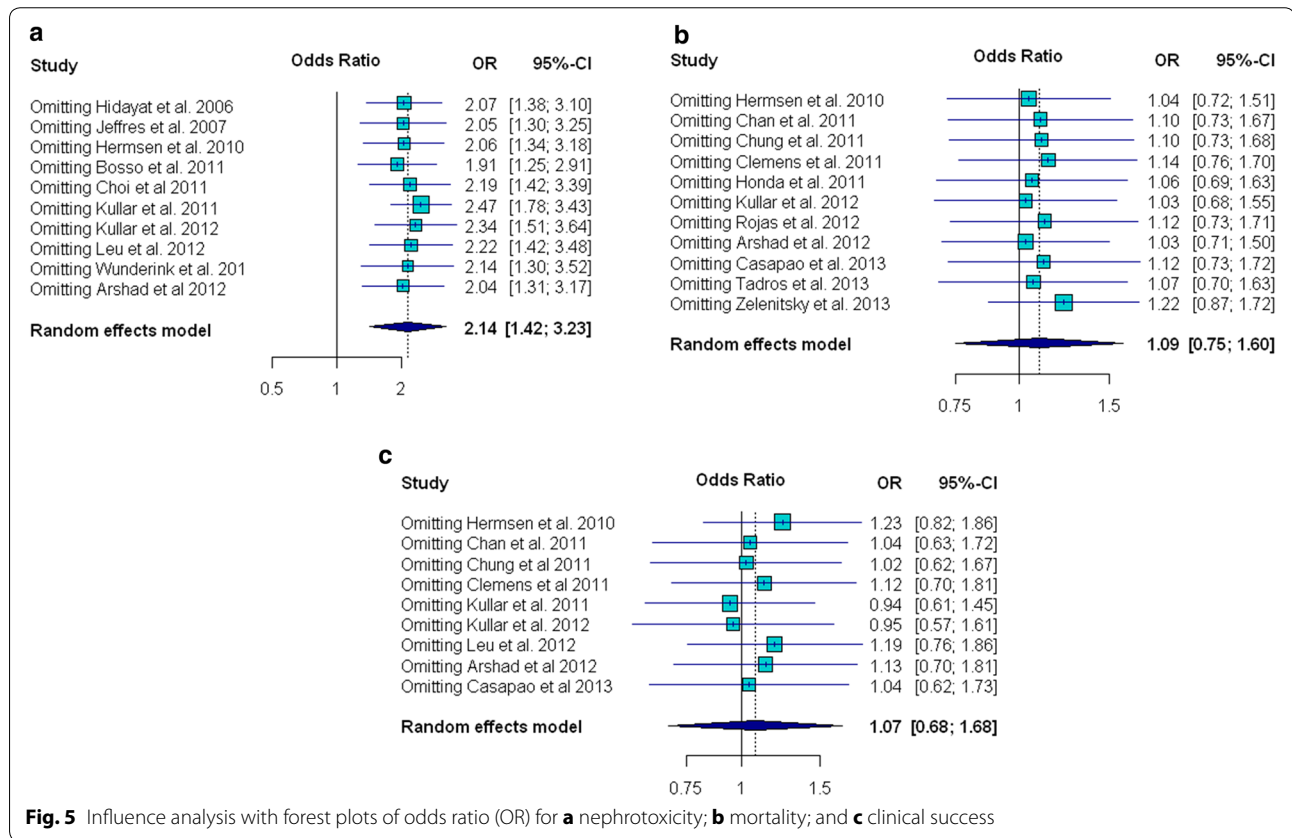 a
Study Odds Ratio OR 95%-CI
Omitting Hidayat et al. 2006 2.07 [1.38; 3.10]
Omitting Jeffres et al. 2007 2.05 [1.30; 3.25]
Omitting Hermsen et al. 2010 2.06 [1.34; 3.18]
Omitting Bosso et al. 2011 1.91 [1.25; 2.91]
Omitting Choi et al. 2011 2.19 [1.42; 3.39]
Omitting Kullar et al. 2011 2.47 [1.78; 3.43]
Omitting Kullar et al. 2012 2.34 [1.51; 3.64]
Omitting Leu et al. 2012 2.22 [1.42; 3.48]
Omitting Wunderink et al. 201 2.14 [1.30; 3.52]
Omitting Arshad et al 2012 2.04 [1.31; 3.17]
Random effects model 2.14 [1.42; 3.23]
0.5 1 2
b
Study Odds Ratio OR 95%-CI
Omitting Hermsen et al. 2010 1.04 [0.72; 1.51]
Omitting Chan et al. 2011 1.10 [0.73; 1.67]
Omitting Chung et al. 2011 1.10 [0.73; 1.68]
Omitting Clemens et al. 2011 1.14 [0.76; 1.70]
Omitting Honda et al. 2011 1.06 [0.69; 1.63]
Omitting Kullar et al. 2012 1.03 [0.68; 1.55]
Omitting Rojas et al. 2012 1.12 [0.73; 1.71]
Omitting Arshad et al. 2012 1.03 [0.71; 1.50]
Omitting Casapao et al. 2013 1.12 [0.73; 1.72]
Omitting Tadros et al. 2013 1.07 [0.70; 1.63]
Omitting Zelenitsky et al. 2013 1.22 [0.87; 1.72]
Random effects model 1.09 [0.75; 1.60]
0.75 1 1.5
c
Study Odds Ratio OR 95%-CI
Omitting Hermsen et al. 2010 1.23 [0.82; 1.86]
Omitting Chan et al. 2011 1.04 [0.63; 1.72]
Omitting Chung et al 2011 1.02 [0.62; 1.67]
Omitting Clemens et al 2011 1.12 [0.70; 1.81]
Omitting Kullar et al. 2011 0.94 [0.61; 1.45]
Omitting Kullar et al. 2012 0.95 [0.57; 1.61]
Omitting Leu et al. 2012 1.19 [0.76; 1.86]
Omitting Arshad et al 2012 1.13 [0.70; 1.81]
Omitting Casapao et al 2013 1.04 [0.62; 1.73]
Random effects model 1.07 [0.68; 1.68]
0.75 1 1.5
Fig. 5 Influence analysis with forest plots of odds ratio (OR) for a nephrotoxicity; b mortality; and c clinical success